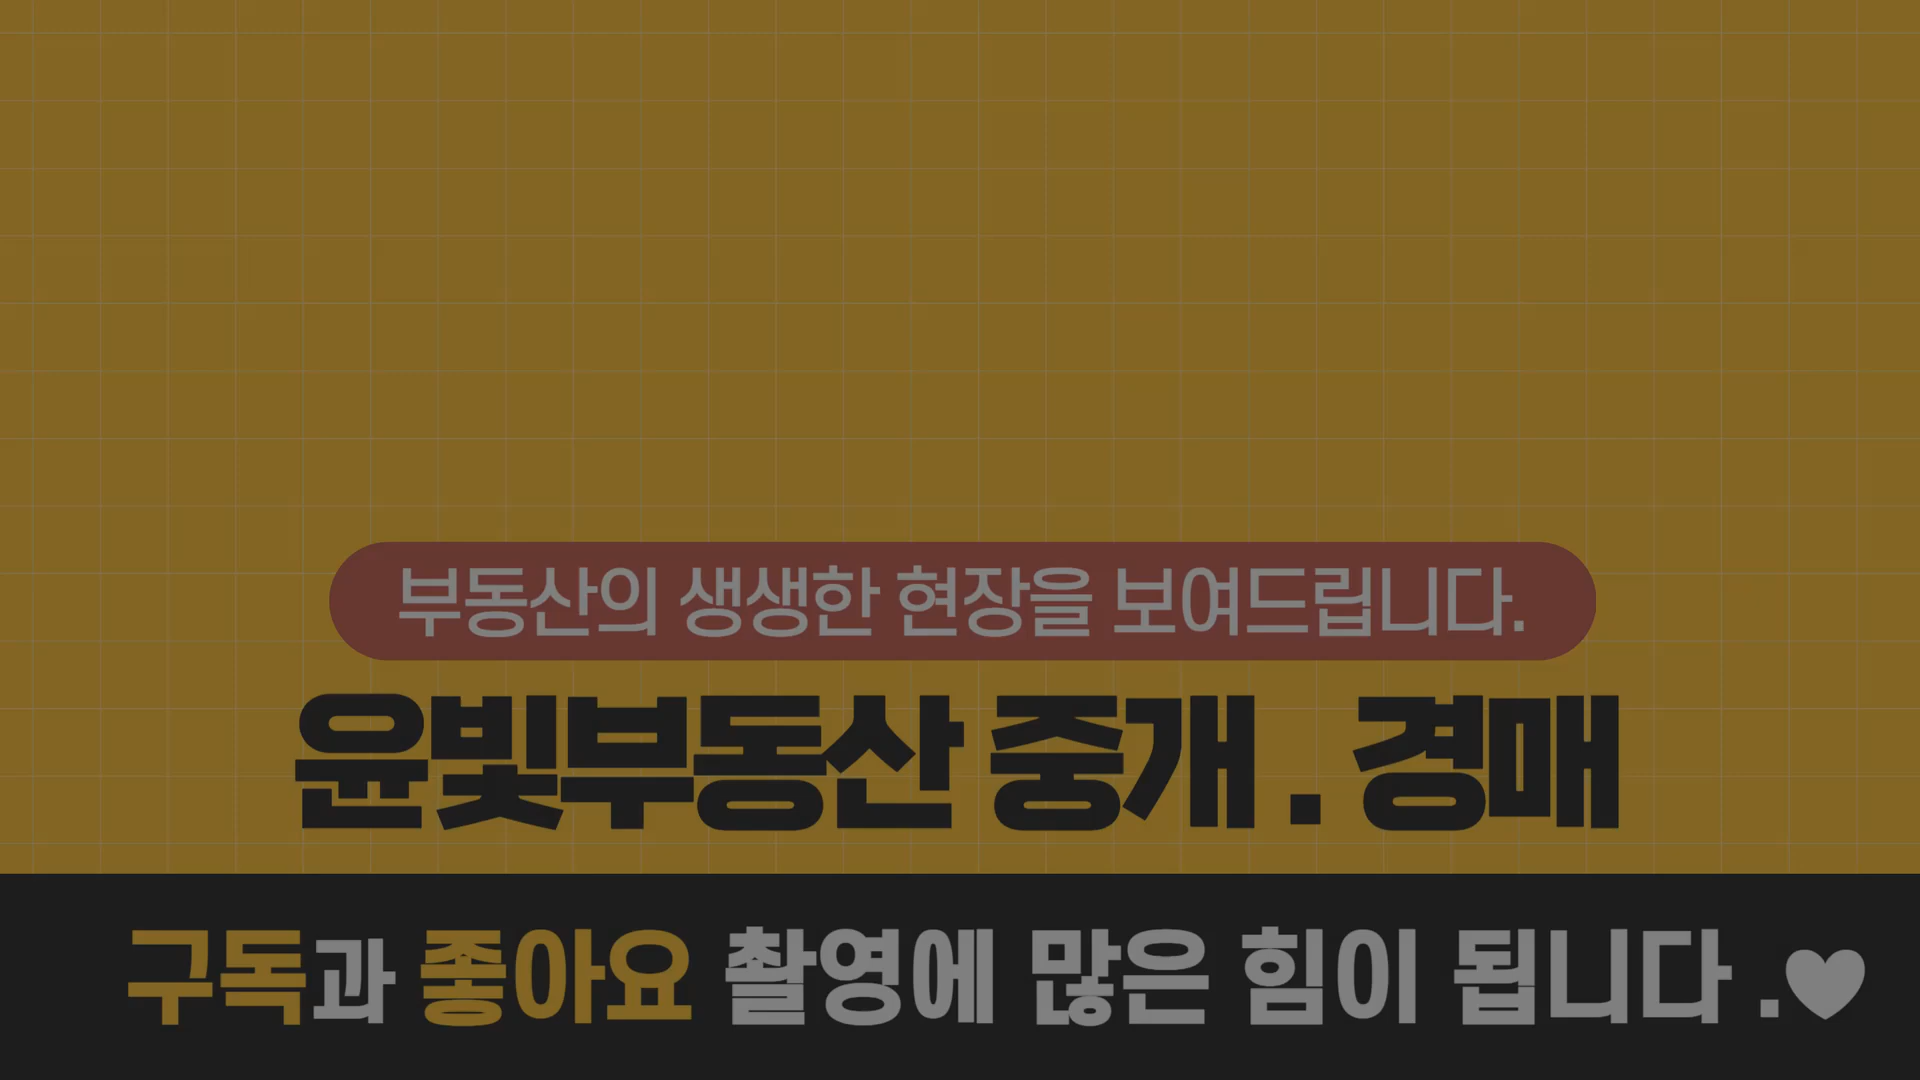 부동산의 생생한 현장을 보여드립니다.
윤빛부동산 중개 . 경매
구독과 좋아요 촬영에 많은 힘이 됩니다 .♥